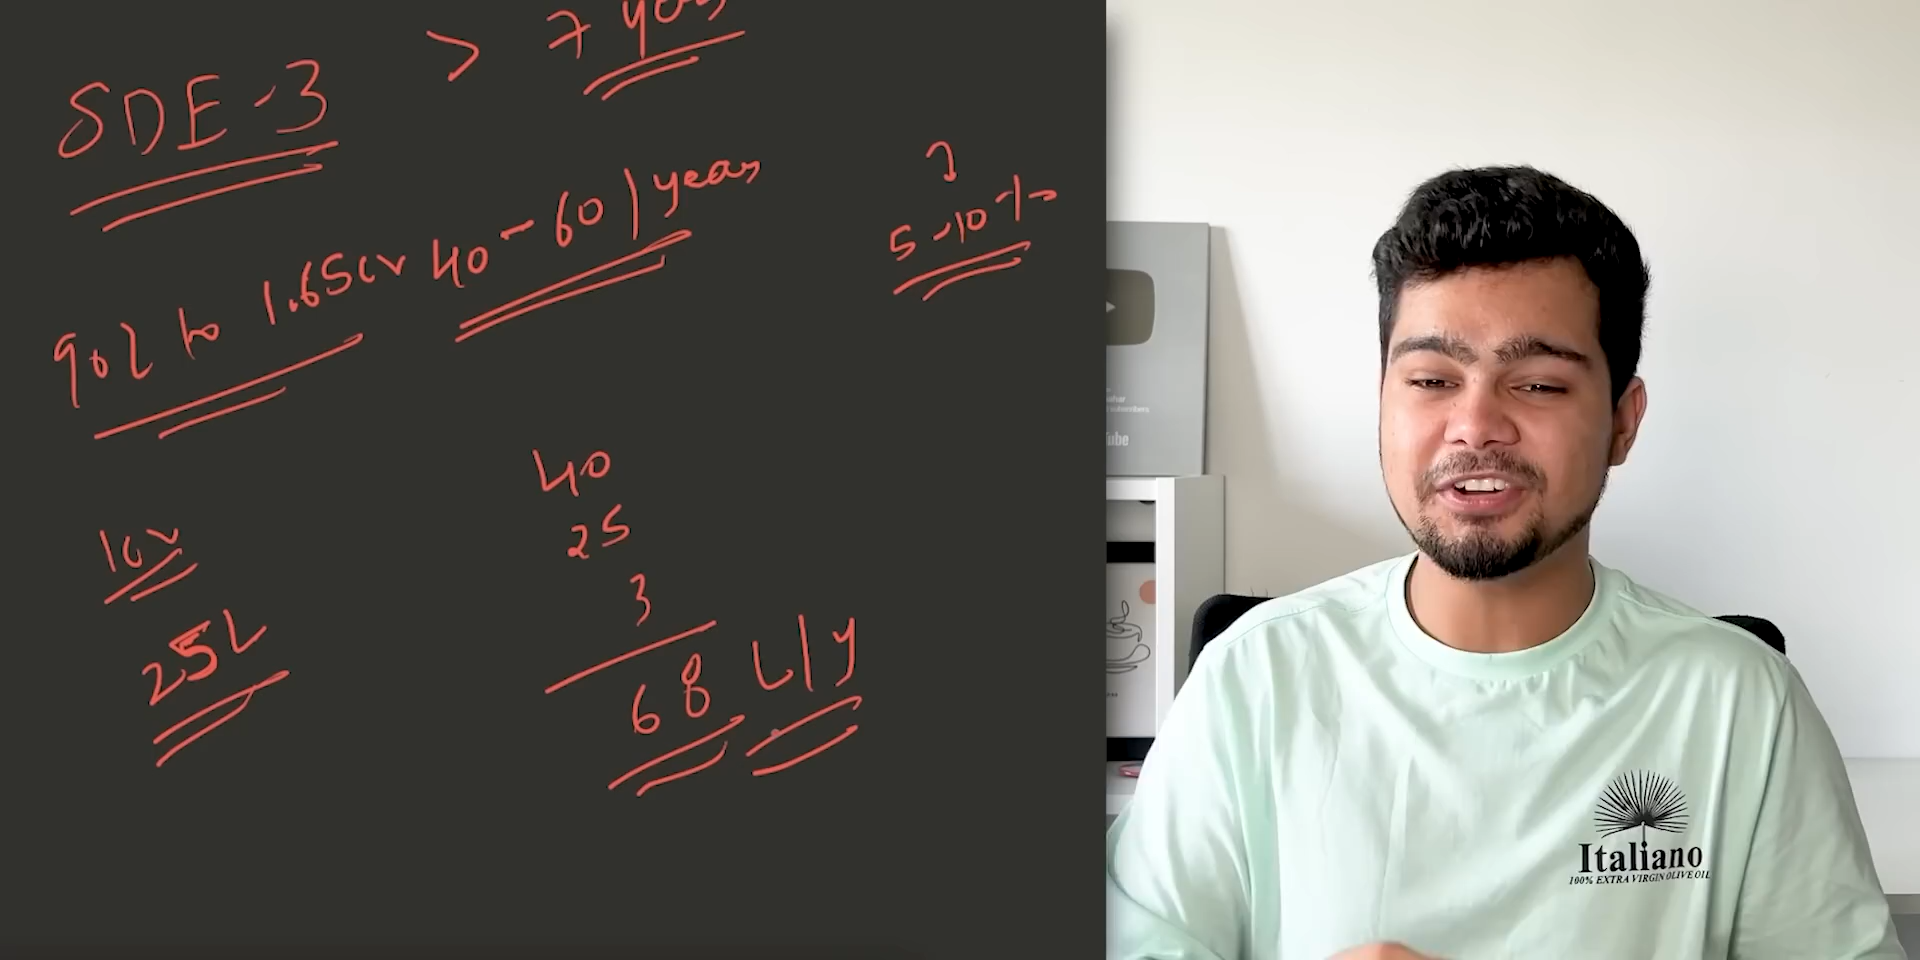 SDE-3 > 7 years
90L to 1.65cr 40-60/year
5-10%
40
25
3
68 L/y
1cr
25L
Italiano
100% EXTRA VIRGIN OLIVE OIL